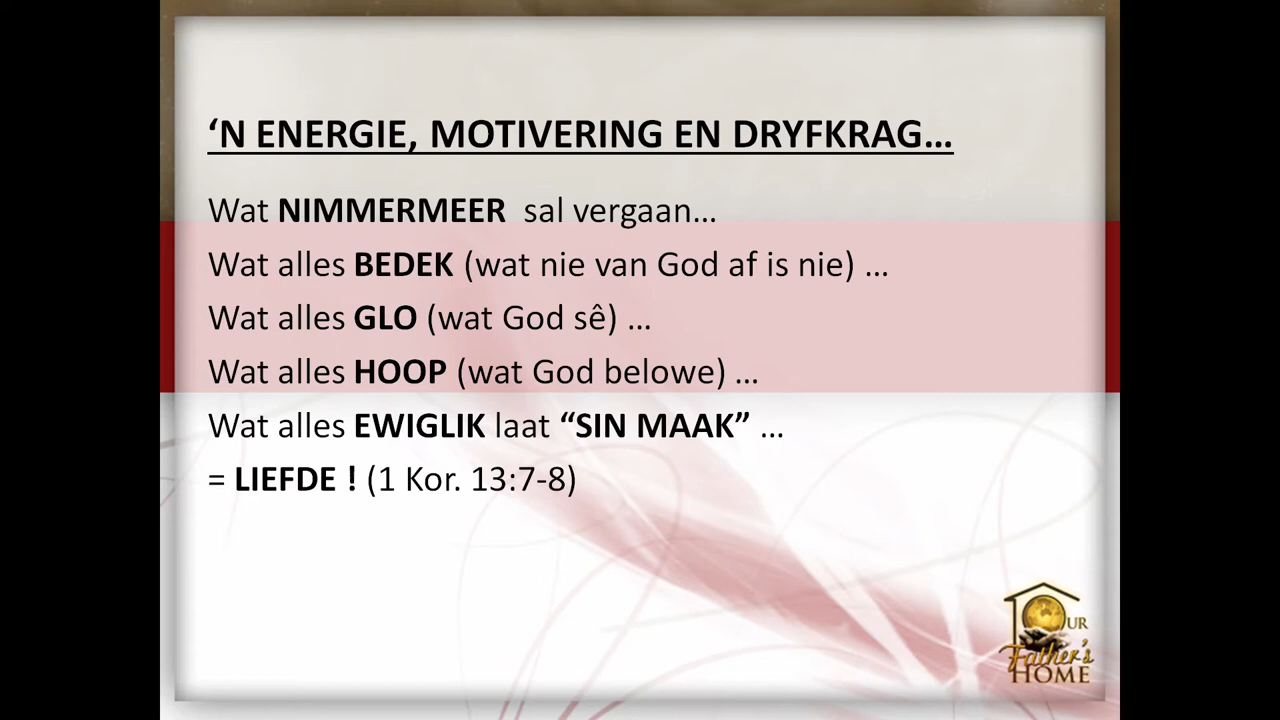 ‘N ENERGIE, MOTIVERING EN DRYFKRAG…
Wat NIMMERMEER sal vergaan…
Wat alles BEDEK (wat nie van God af is nie) …
Wat alles GLO (wat God sê) …
Wat alles HOOP (wat God belowe) …
Wat alles EWIGLIK laat “SIN MAAK” …
= LIEFDE ! (1 Kor. 13:7-8)
OUR
Father's
HOME